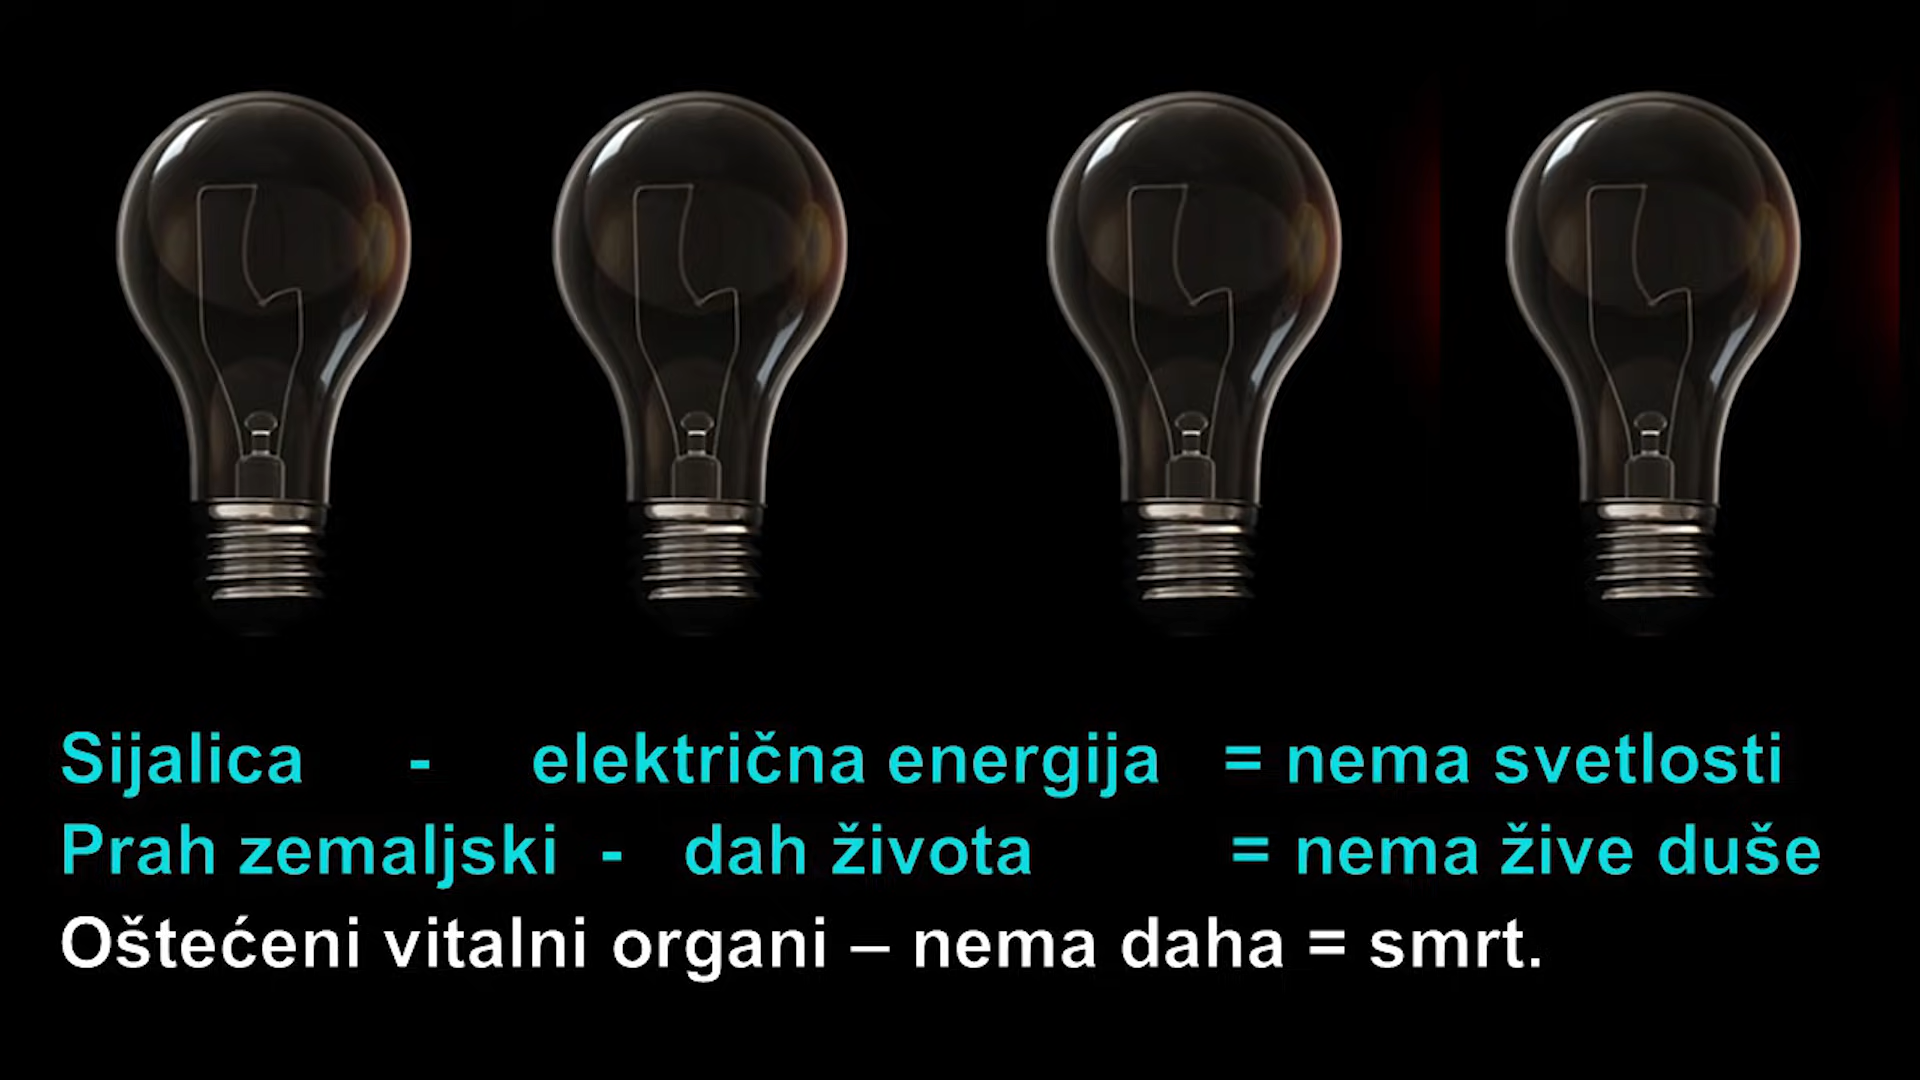 Sijalica - električna energija = nema svetlosti
Prah zemaljski - dah života = nema žive duše
Oštećeni vitalni organi – nema daha = smrt.